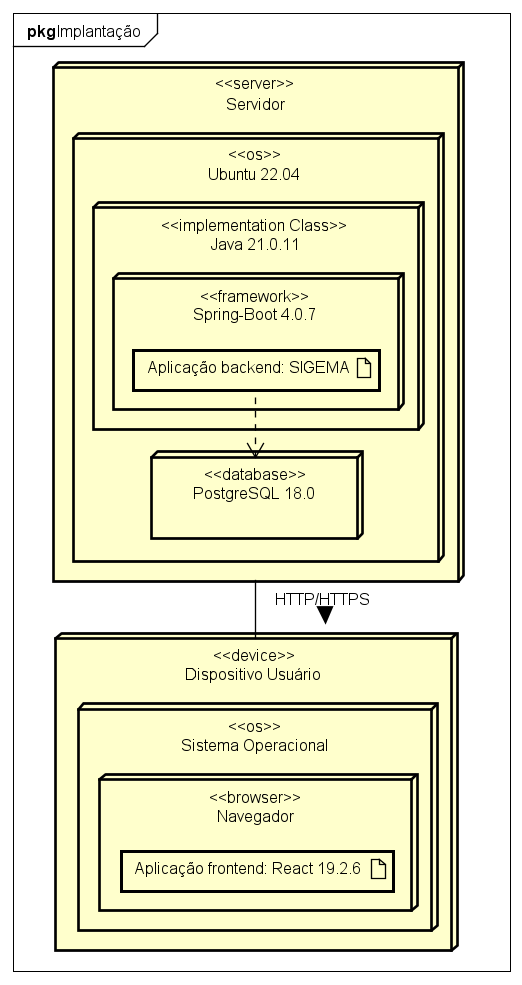 pkg Implantação
<<server>>
Servidor
<<os>>
Ubuntu 22.04
<<implementation Class>>
Java 21.0.11
<<framework>>
Spring-Boot 4.0.7
Aplicação backend: SIGEMA
<<database>>
PostgreSQL 18.0
HTTP/HTTPS
<<device>>
Dispositivo Usuário
<<os>>
Sistema Operacional
<<browser>>
Navegador
Aplicação frontend: React 19.2.6